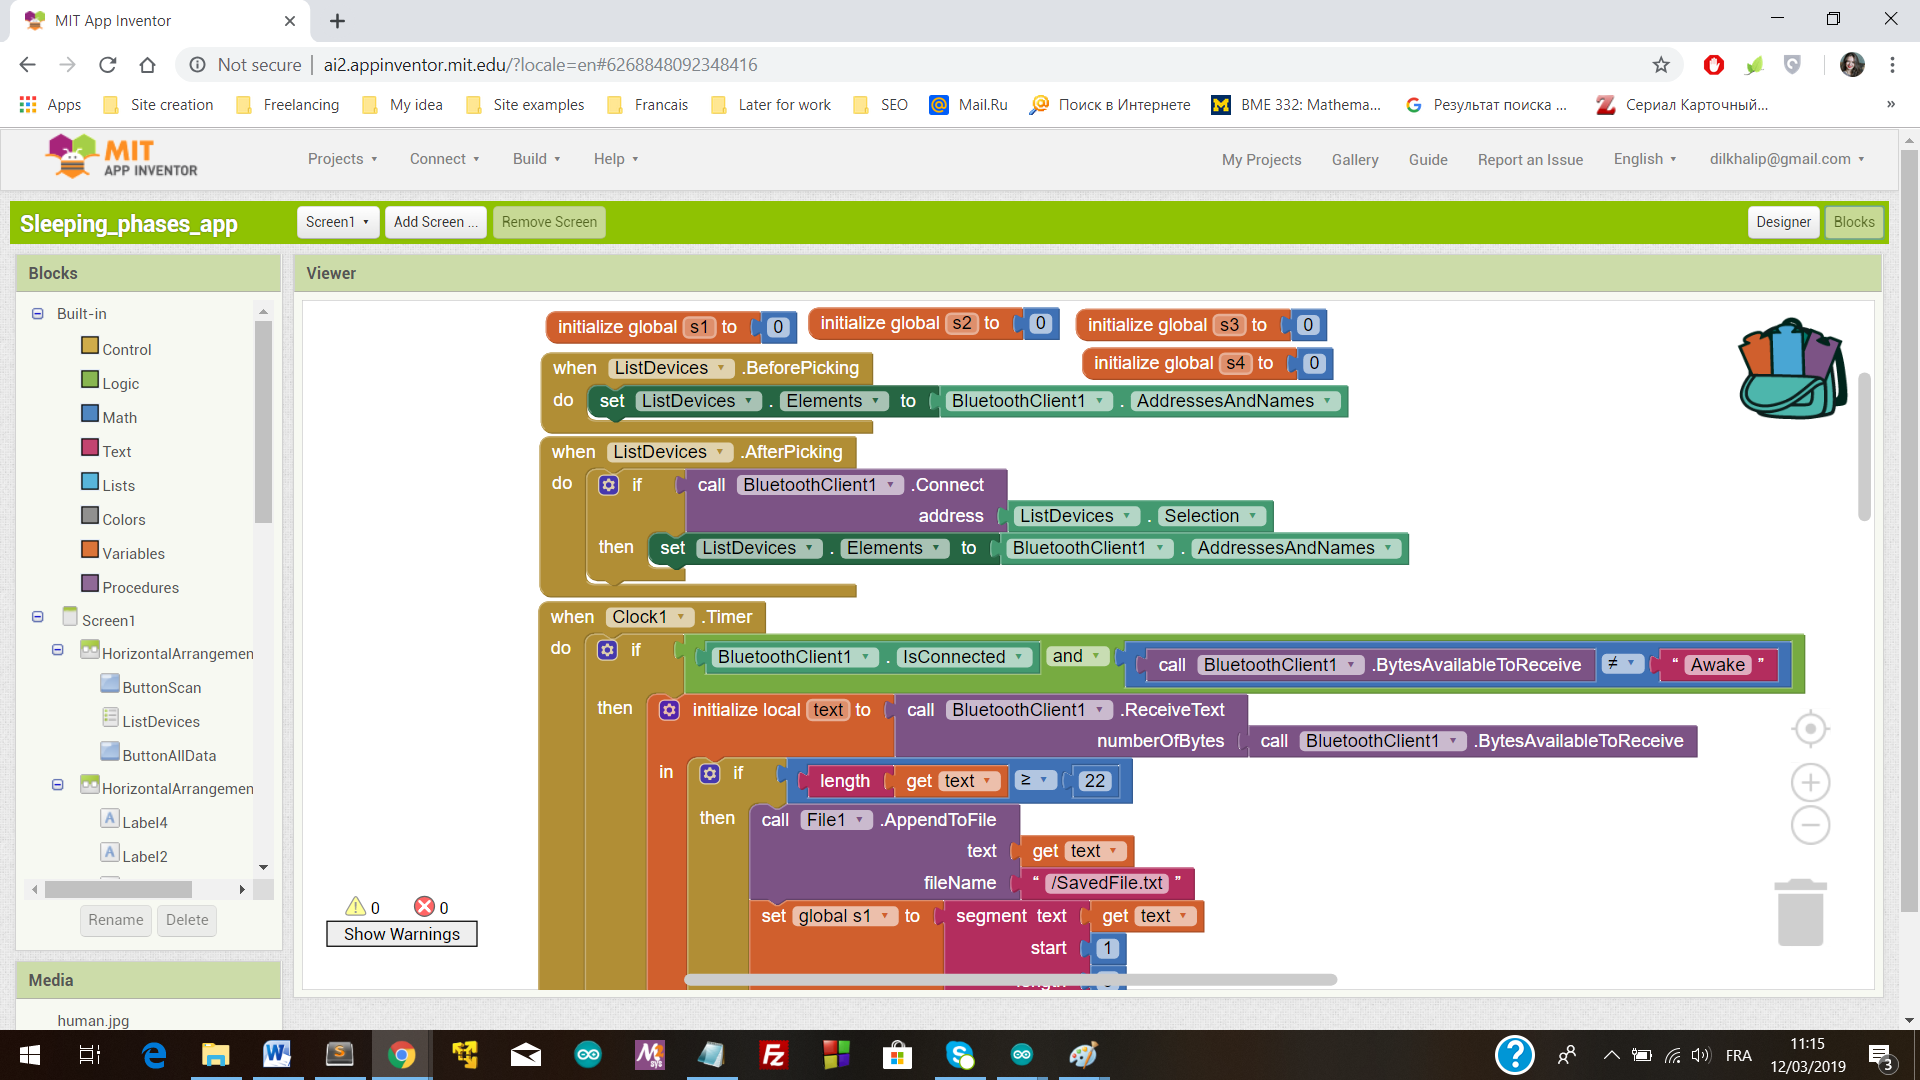 MIT App Inventor
Not secure | ai2.appinventor.mit.edu/?locale=en#6268848092348416
Apps Site creation Freelancing My idea Site examples Francais Later for work SEO Mail.Ru Поиск в Интернете BME 332: Mathema... Результат поиска ... Сериал Карточный... »
MIT
APP INVENTOR
Projects Connect Build Help My Projects Gallery Guide Report an Issue English dilkhalip@gmail.com
Sleeping_phases_app Screen1 Add Screen ... Remove Screen Designer Blocks
Blocks
Viewer
Built-in
Control
Logic
Math
Text
Lists
Colors
Variables
Procedures
Screen1
HorizontalArrangemen
ButtonScan
ListDevices
ButtonAllData
HorizontalArrangemen
Label4
Label2
Rename Delete
Media
human.jpg
initialize global s1 to 0
initialize global s2 to 0
initialize global s3 to 0
initialize global s4 to 0
when ListDevices .BeforePicking
do set ListDevices . Elements to BluetoothClient1 . AddressesAndNames
when ListDevices .AfterPicking
do if call BluetoothClient1 .Connect
address ListDevices . Selection
then set ListDevices . Elements to BluetoothClient1 . AddressesAndNames
when Clock1 .Timer
do if BluetoothClient1 . IsConnected and call BluetoothClient1 .BytesAvailableToReceive ≠ “ Awake ”
then initialize local text to call BluetoothClient1 .ReceiveText
numberOfBytes call BluetoothClient1 .BytesAvailableToReceive
in if length get text ≥ 22
then call File1 .AppendToFile
text get text
fileName “ /SavedFile.txt ”
set global s1 to segment text get text
start 1
0 0
Show Warnings
FRA
11:15
12/03/2019
3